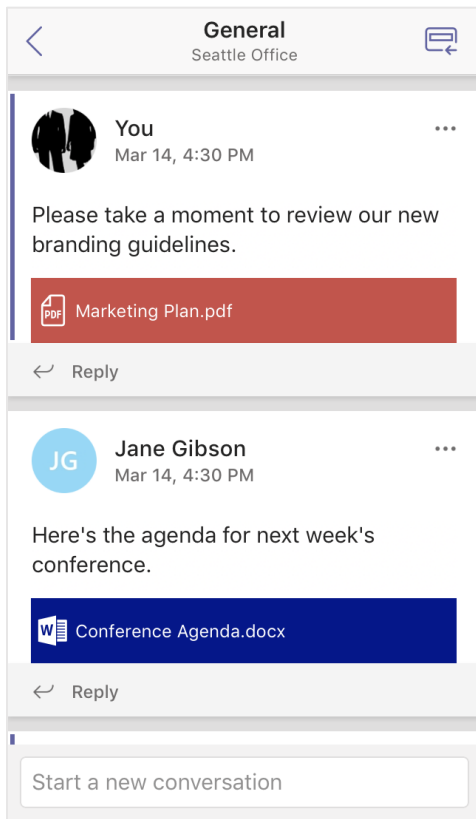 General
Seattle Office
You
Mar 14, 4:30 PM
Please take a moment to review our new
branding guidelines.
PDF
Marketing Plan.pdf
Reply
JG
Jane Gibson
Mar 14, 4:30 PM
Here's the agenda for next week's
conference.
W
Conference Agenda.docx
Reply
Start a new conversation